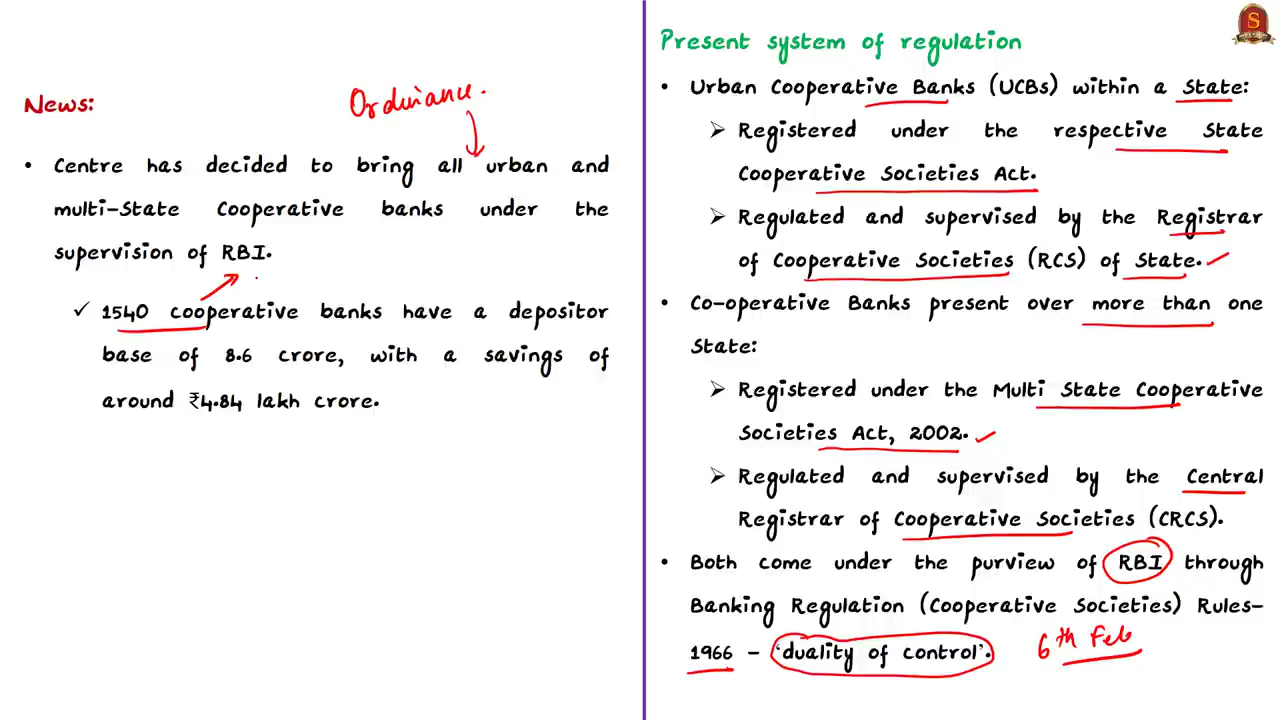 News:
Ordinance.
• Centre has decided to bring all urban and
multi-State Cooperative banks under the
supervision of RBI.
✓ 1540 cooperative banks have a depositor
base of 8.6 crore, with a savings of
around ₹4.84 lakh crore.
Present system of regulation
• Urban Cooperative Banks (UCBs) within a State:
➢ Registered under the respective State
Cooperative Societies Act.
➢ Regulated and supervised by the Registrar
of Cooperative Societies (RCS) of State.
• Co-operative Banks present over more than one
State:
➢ Registered under the Multi State Cooperative
Societies Act, 2002.
➢ Regulated and supervised by the Central
Registrar of Cooperative Societies (CRCS).
• Both come under the purview of RBI through
Banking Regulation (Cooperative Societies) Rules-
1966 – ‘duality of control’.
6th Feb
S